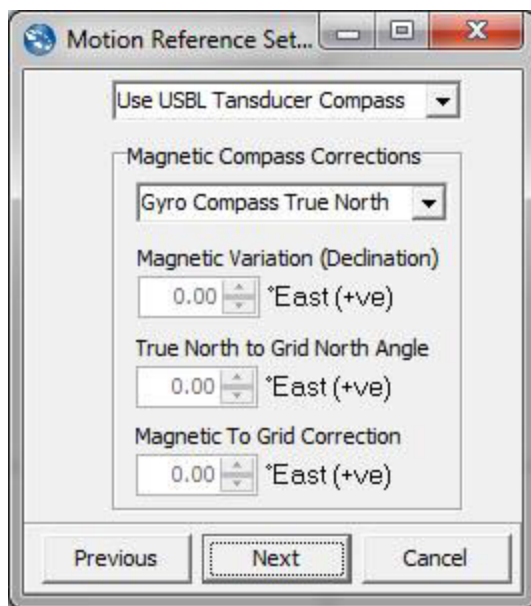 Motion Reference Set...
Use USBL Tansducer Compass
Magnetic Compass Corrections
Gyro Compass True North
Magnetic Variation (Declination)
0.00 °East (+ve)
True North to Grid North Angle
0.00 °East (+ve)
Magnetic To Grid Correction
0.00 °East (+ve)
Previous Next Cancel